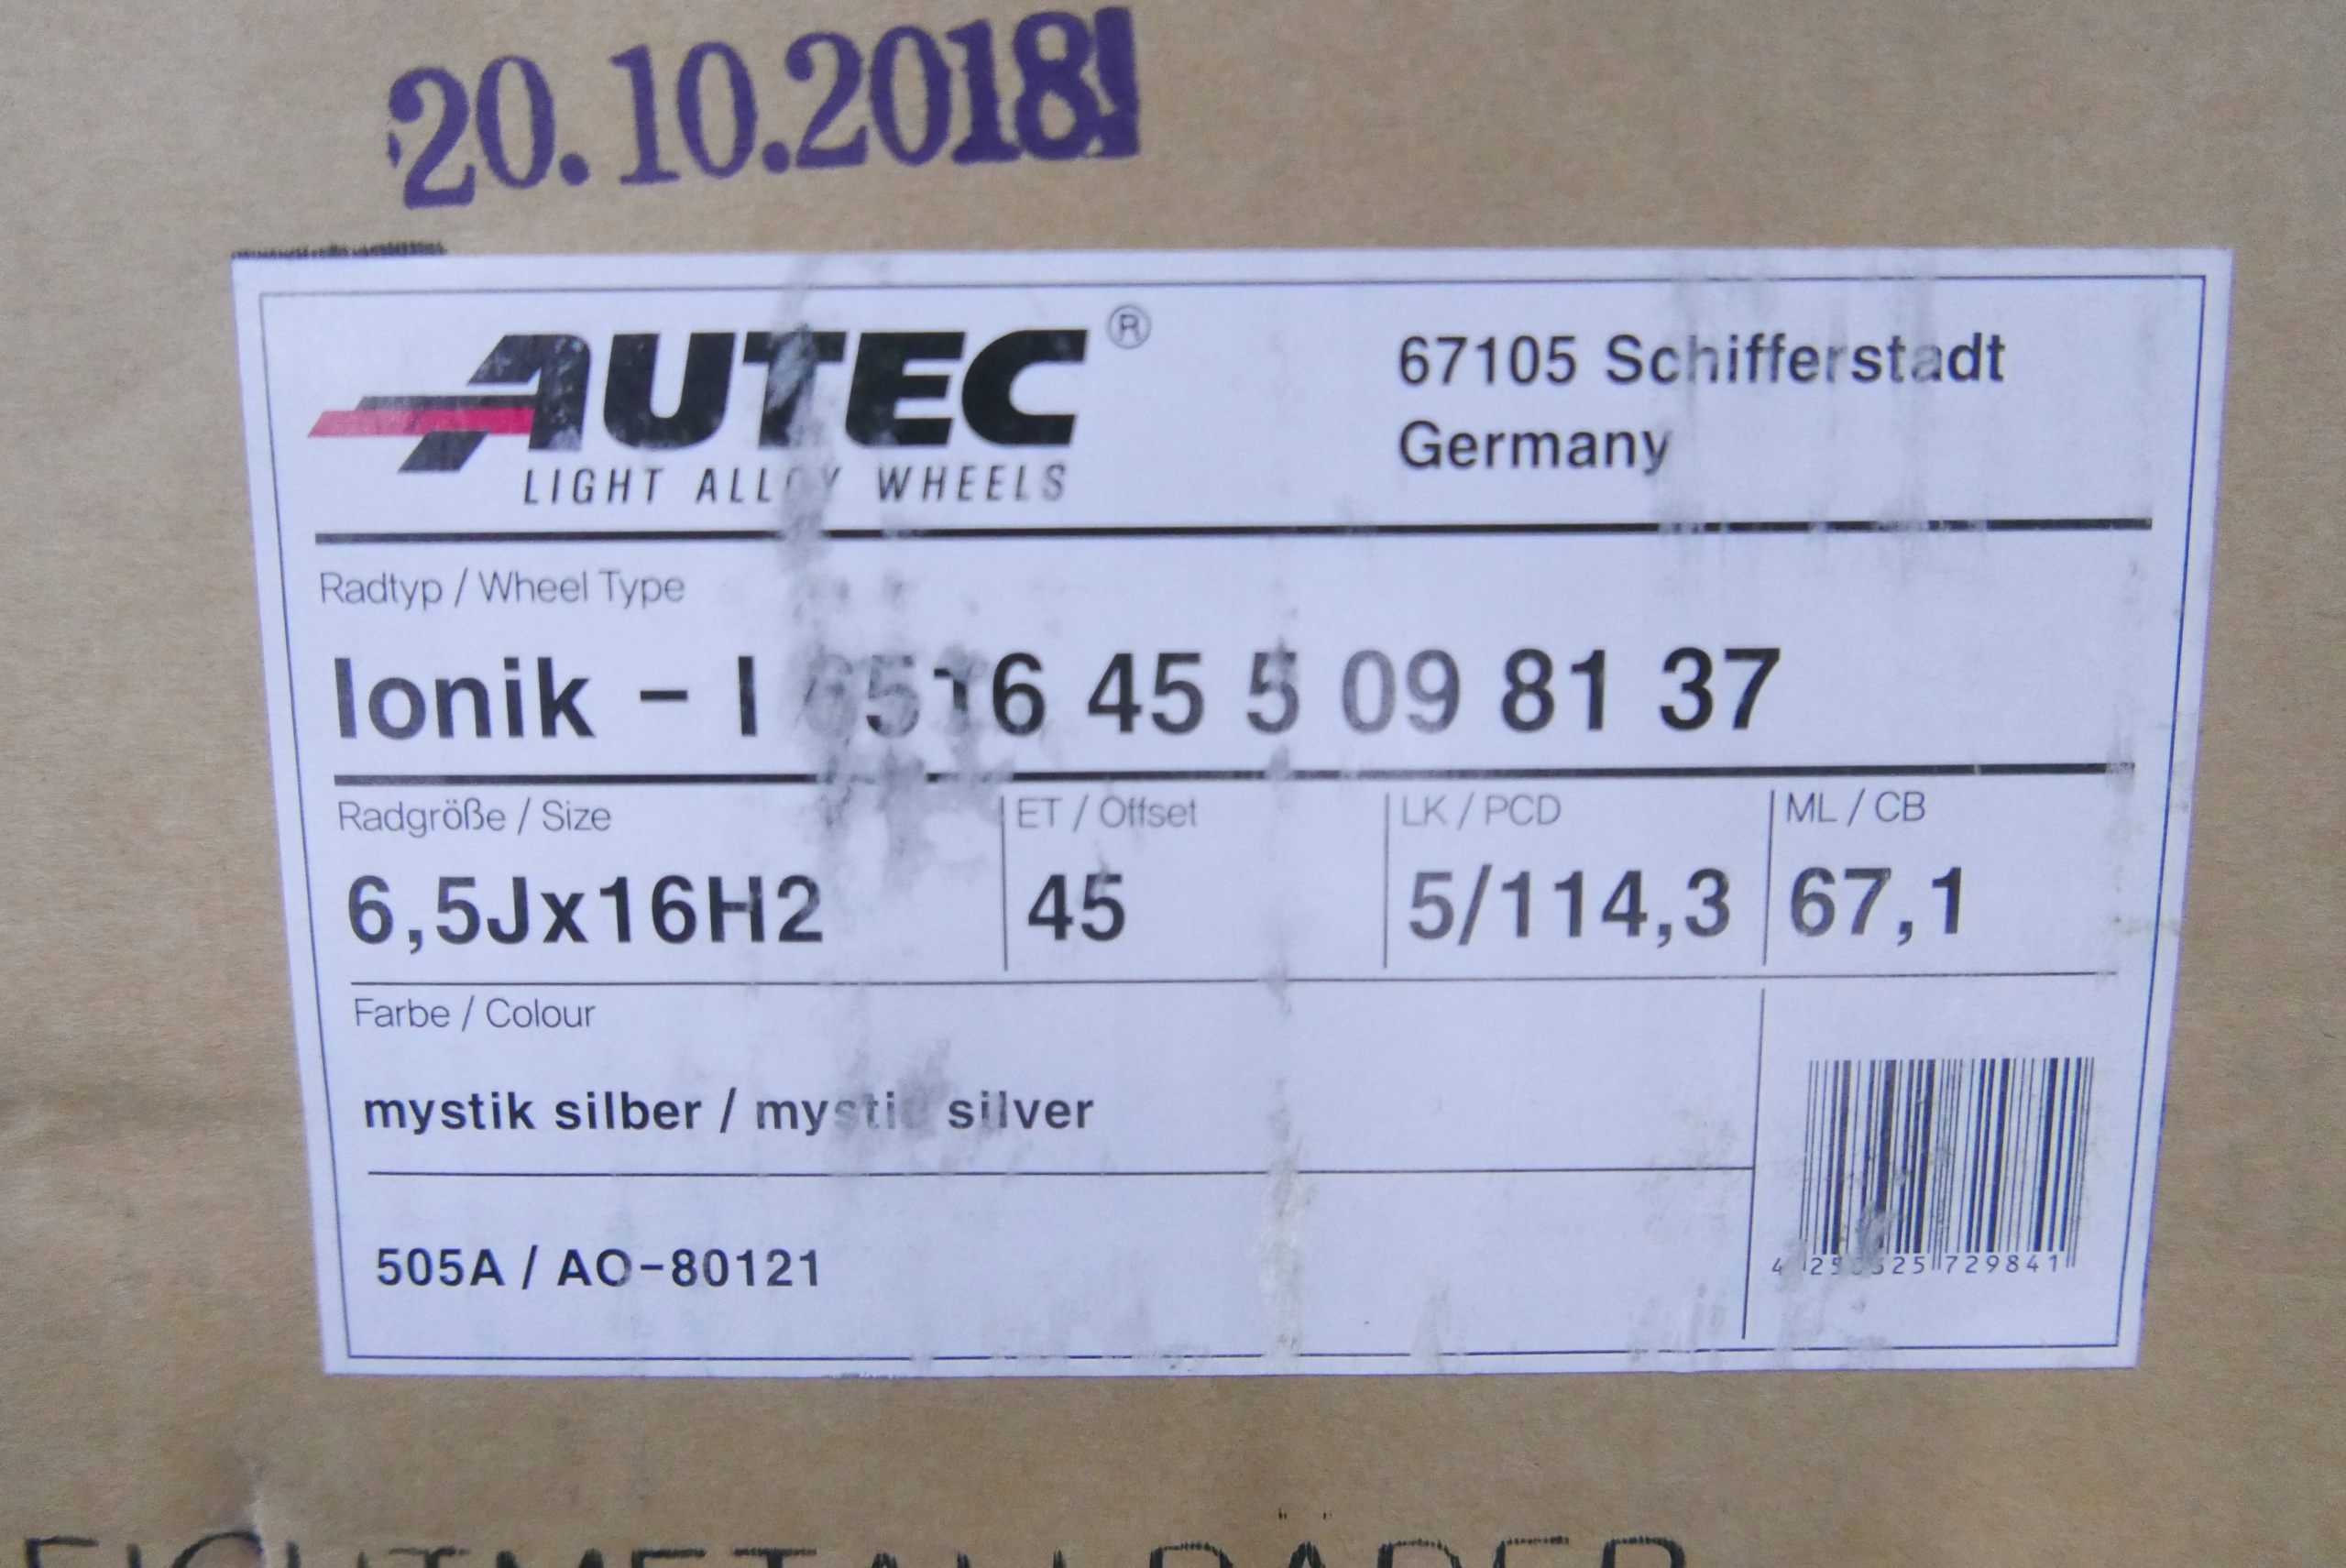 20.10.2018
AUTEC®
LIGHT ALLOY WHEELS
67105 Schifferstadt
Germany
Radtyp / Wheel Type
Ionik - I 6516 45 5 09 81 37
Radgröße / Size
6,5Jx16H2
ET / Offset
45
LK / PCD
5/114,3
ML / CB
67,1
Farbe / Colour
mystik silber / mystic silver
505A / AO-80121
729841